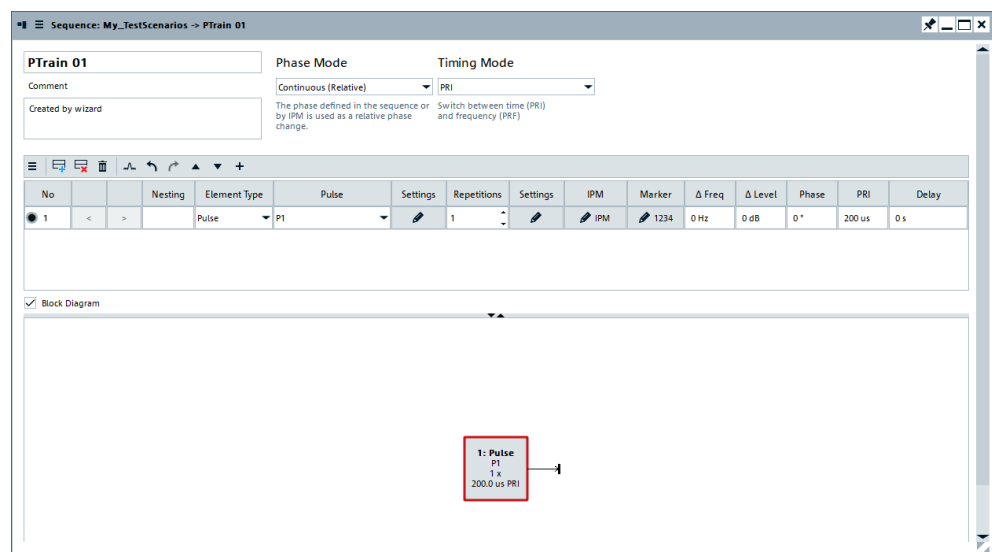 Sequence: My_TestScenarios -> PTrain 01
PTrain 01
Phase Mode
Timing Mode
Comment
Continuous (Relative)
PRI
Created by wizard
The phase defined in the sequence or
by IPM is used as a relative phase
change.
Switch between time (PRI)
and frequency (PRF)
No Nesting Element Type Pulse Settings Repetitions Settings IPM Marker Δ Freq Δ Level Phase PRI Delay
1 < > Pulse P1 1 IPM 1234 0 Hz 0 dB 0 ° 200 us 0 s
Block Diagram
1: Pulse
P1
1 x
200.0 us PRI